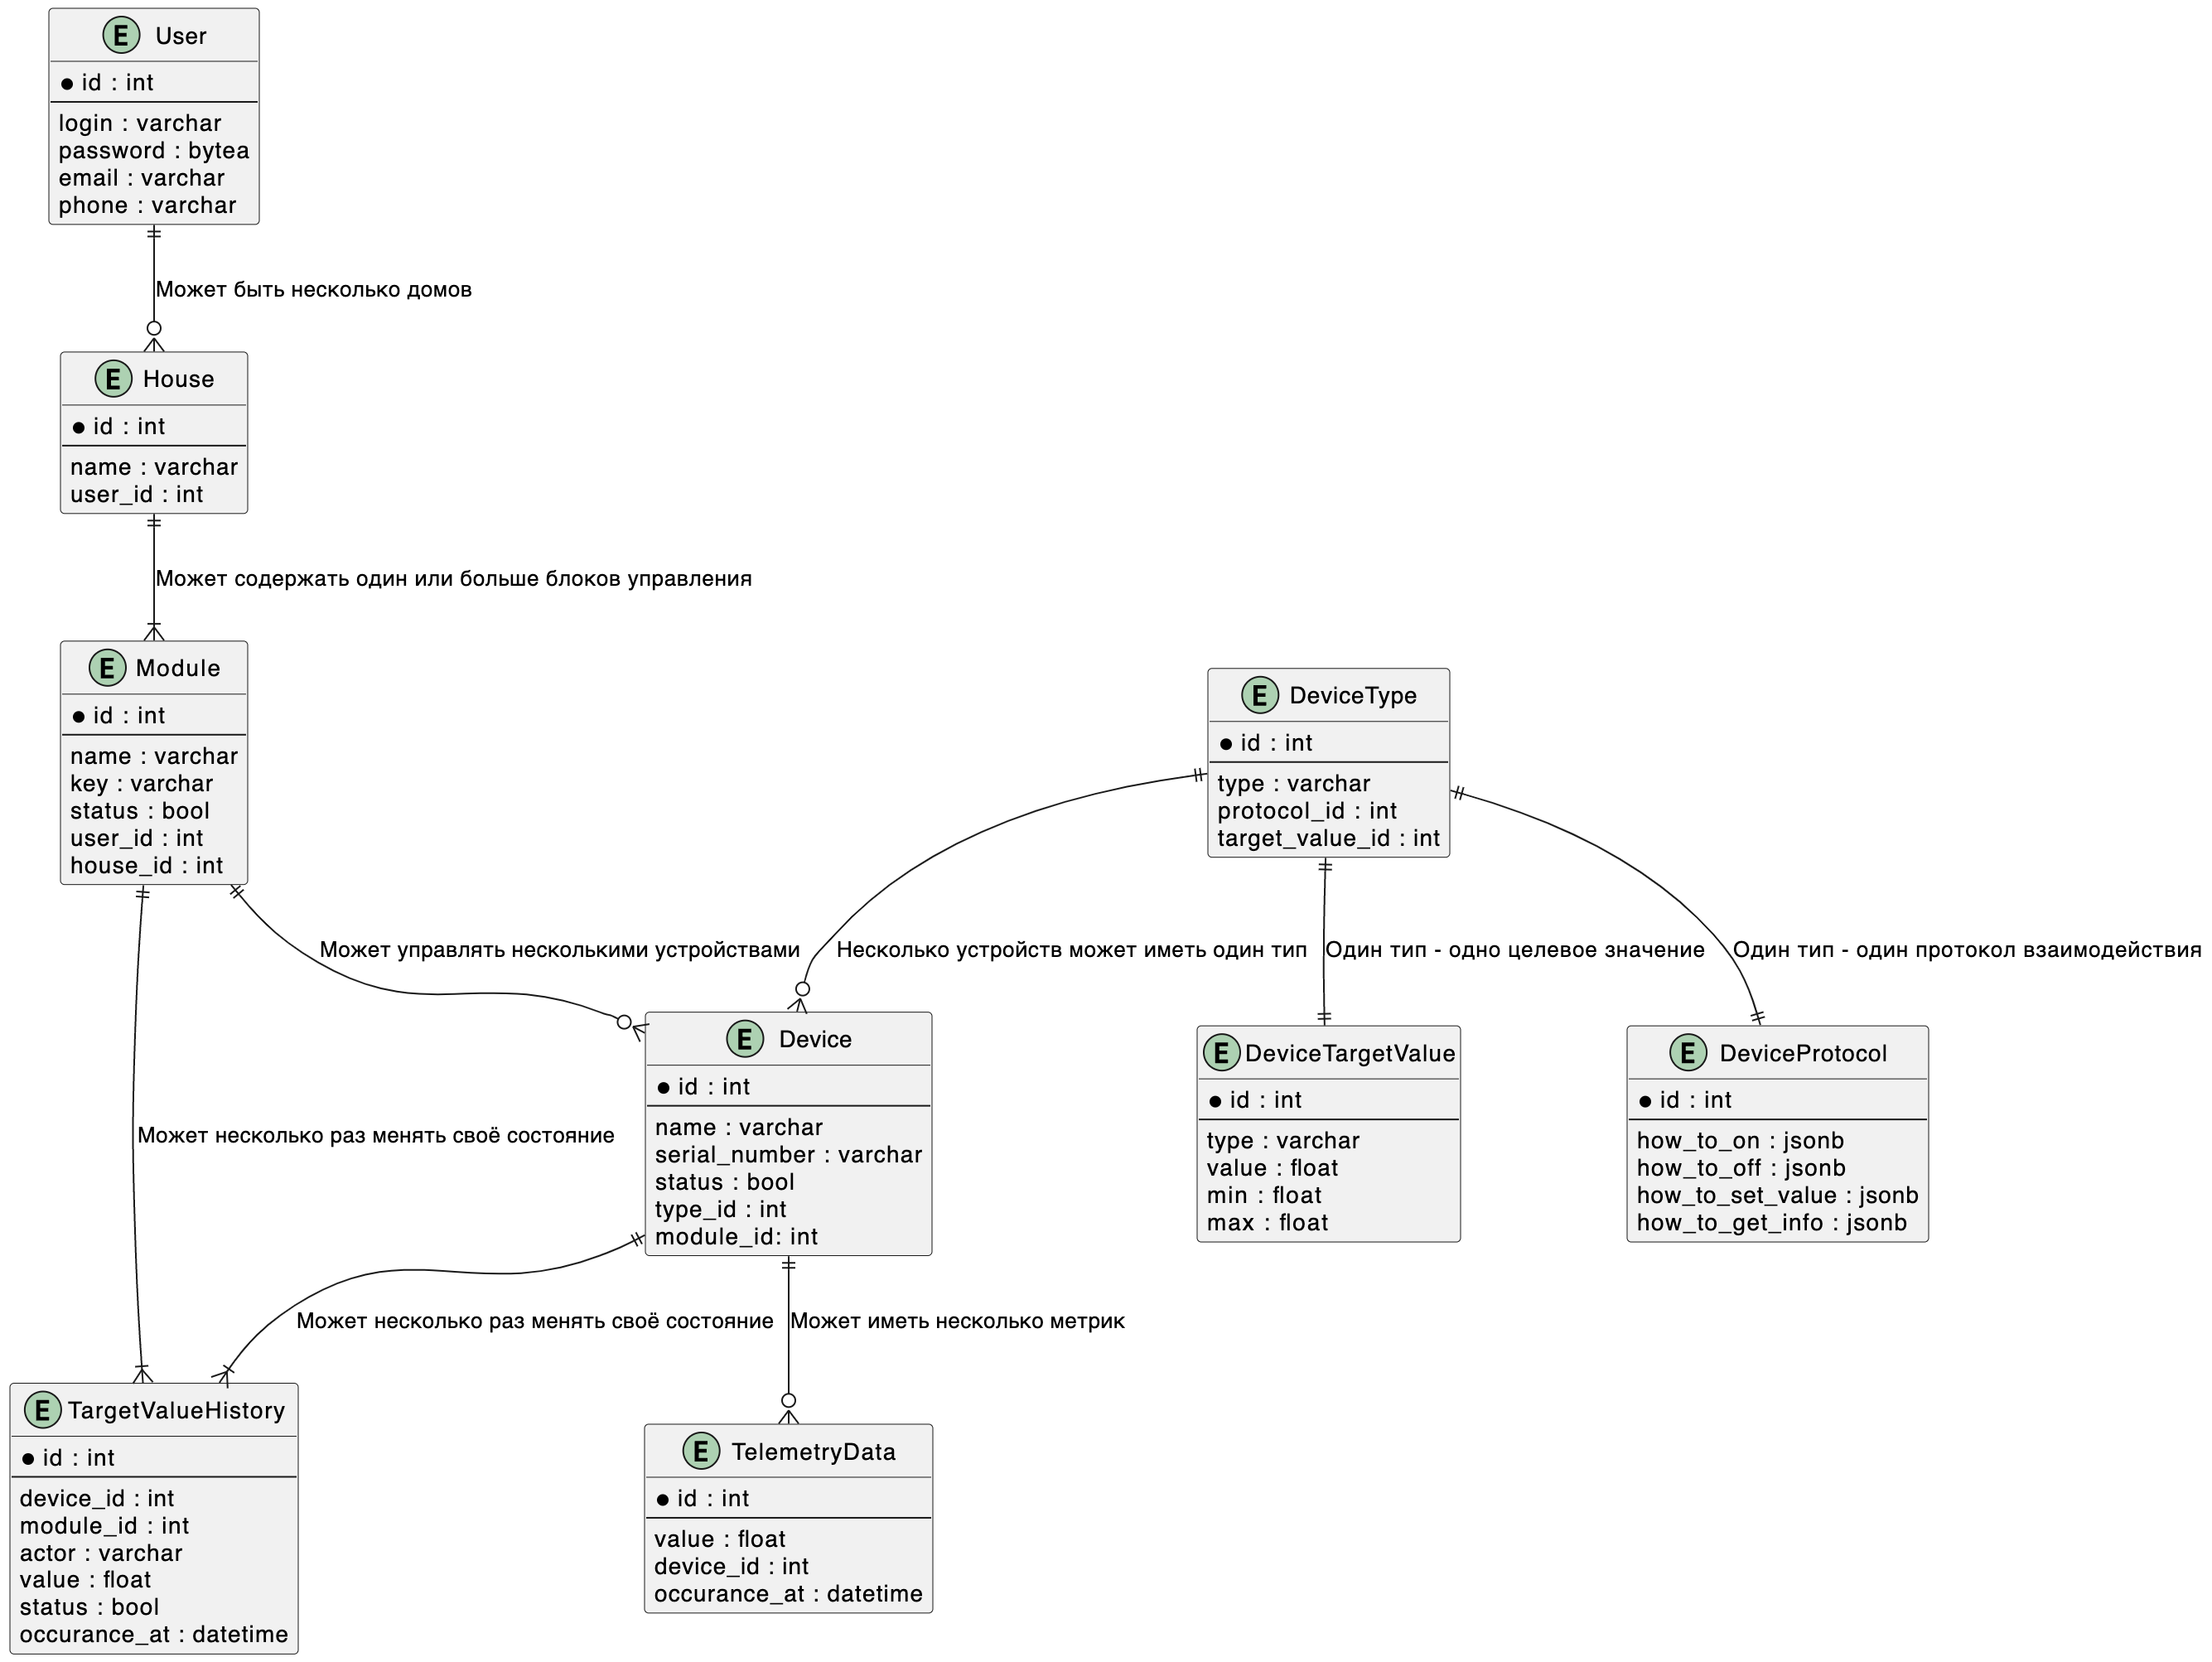 E User
id : int
login : varchar
password : bytea
email : varchar
phone : varchar
Может быть несколько домов
E House
id : int
name : varchar
user_id : int
Может содержать один или больше блоков управления
E Module
id : int
name : varchar
key : varchar
status : bool
user_id : int
house_id : int
E DeviceType
id : int
type : varchar
protocol_id : int
target_value_id : int
Может управлять несколькими устройствами
Несколько устройств может иметь один тип
Один тип - одно целевое значение
Один тип - один протокол взаимодействия
E Device
id : int
name : varchar
serial_number : varchar
status : bool
type_id : int
module_id: int
E DeviceTargetValue
id : int
type : varchar
value : float
min : float
max : float
E DeviceProtocol
id : int
how_to_on : jsonb
how_to_off : jsonb
how_to_set_value : jsonb
how_to_get_info : jsonb
Может несколько раз менять своё состояние
Может несколько раз менять своё состояние
Может иметь несколько метрик
E TargetValueHistory
id : int
device_id : int
module_id : int
actor : varchar
value : float
status : bool
occurance_at : datetime
E TelemetryData
id : int
value : float
device_id : int
occurance_at : datetime